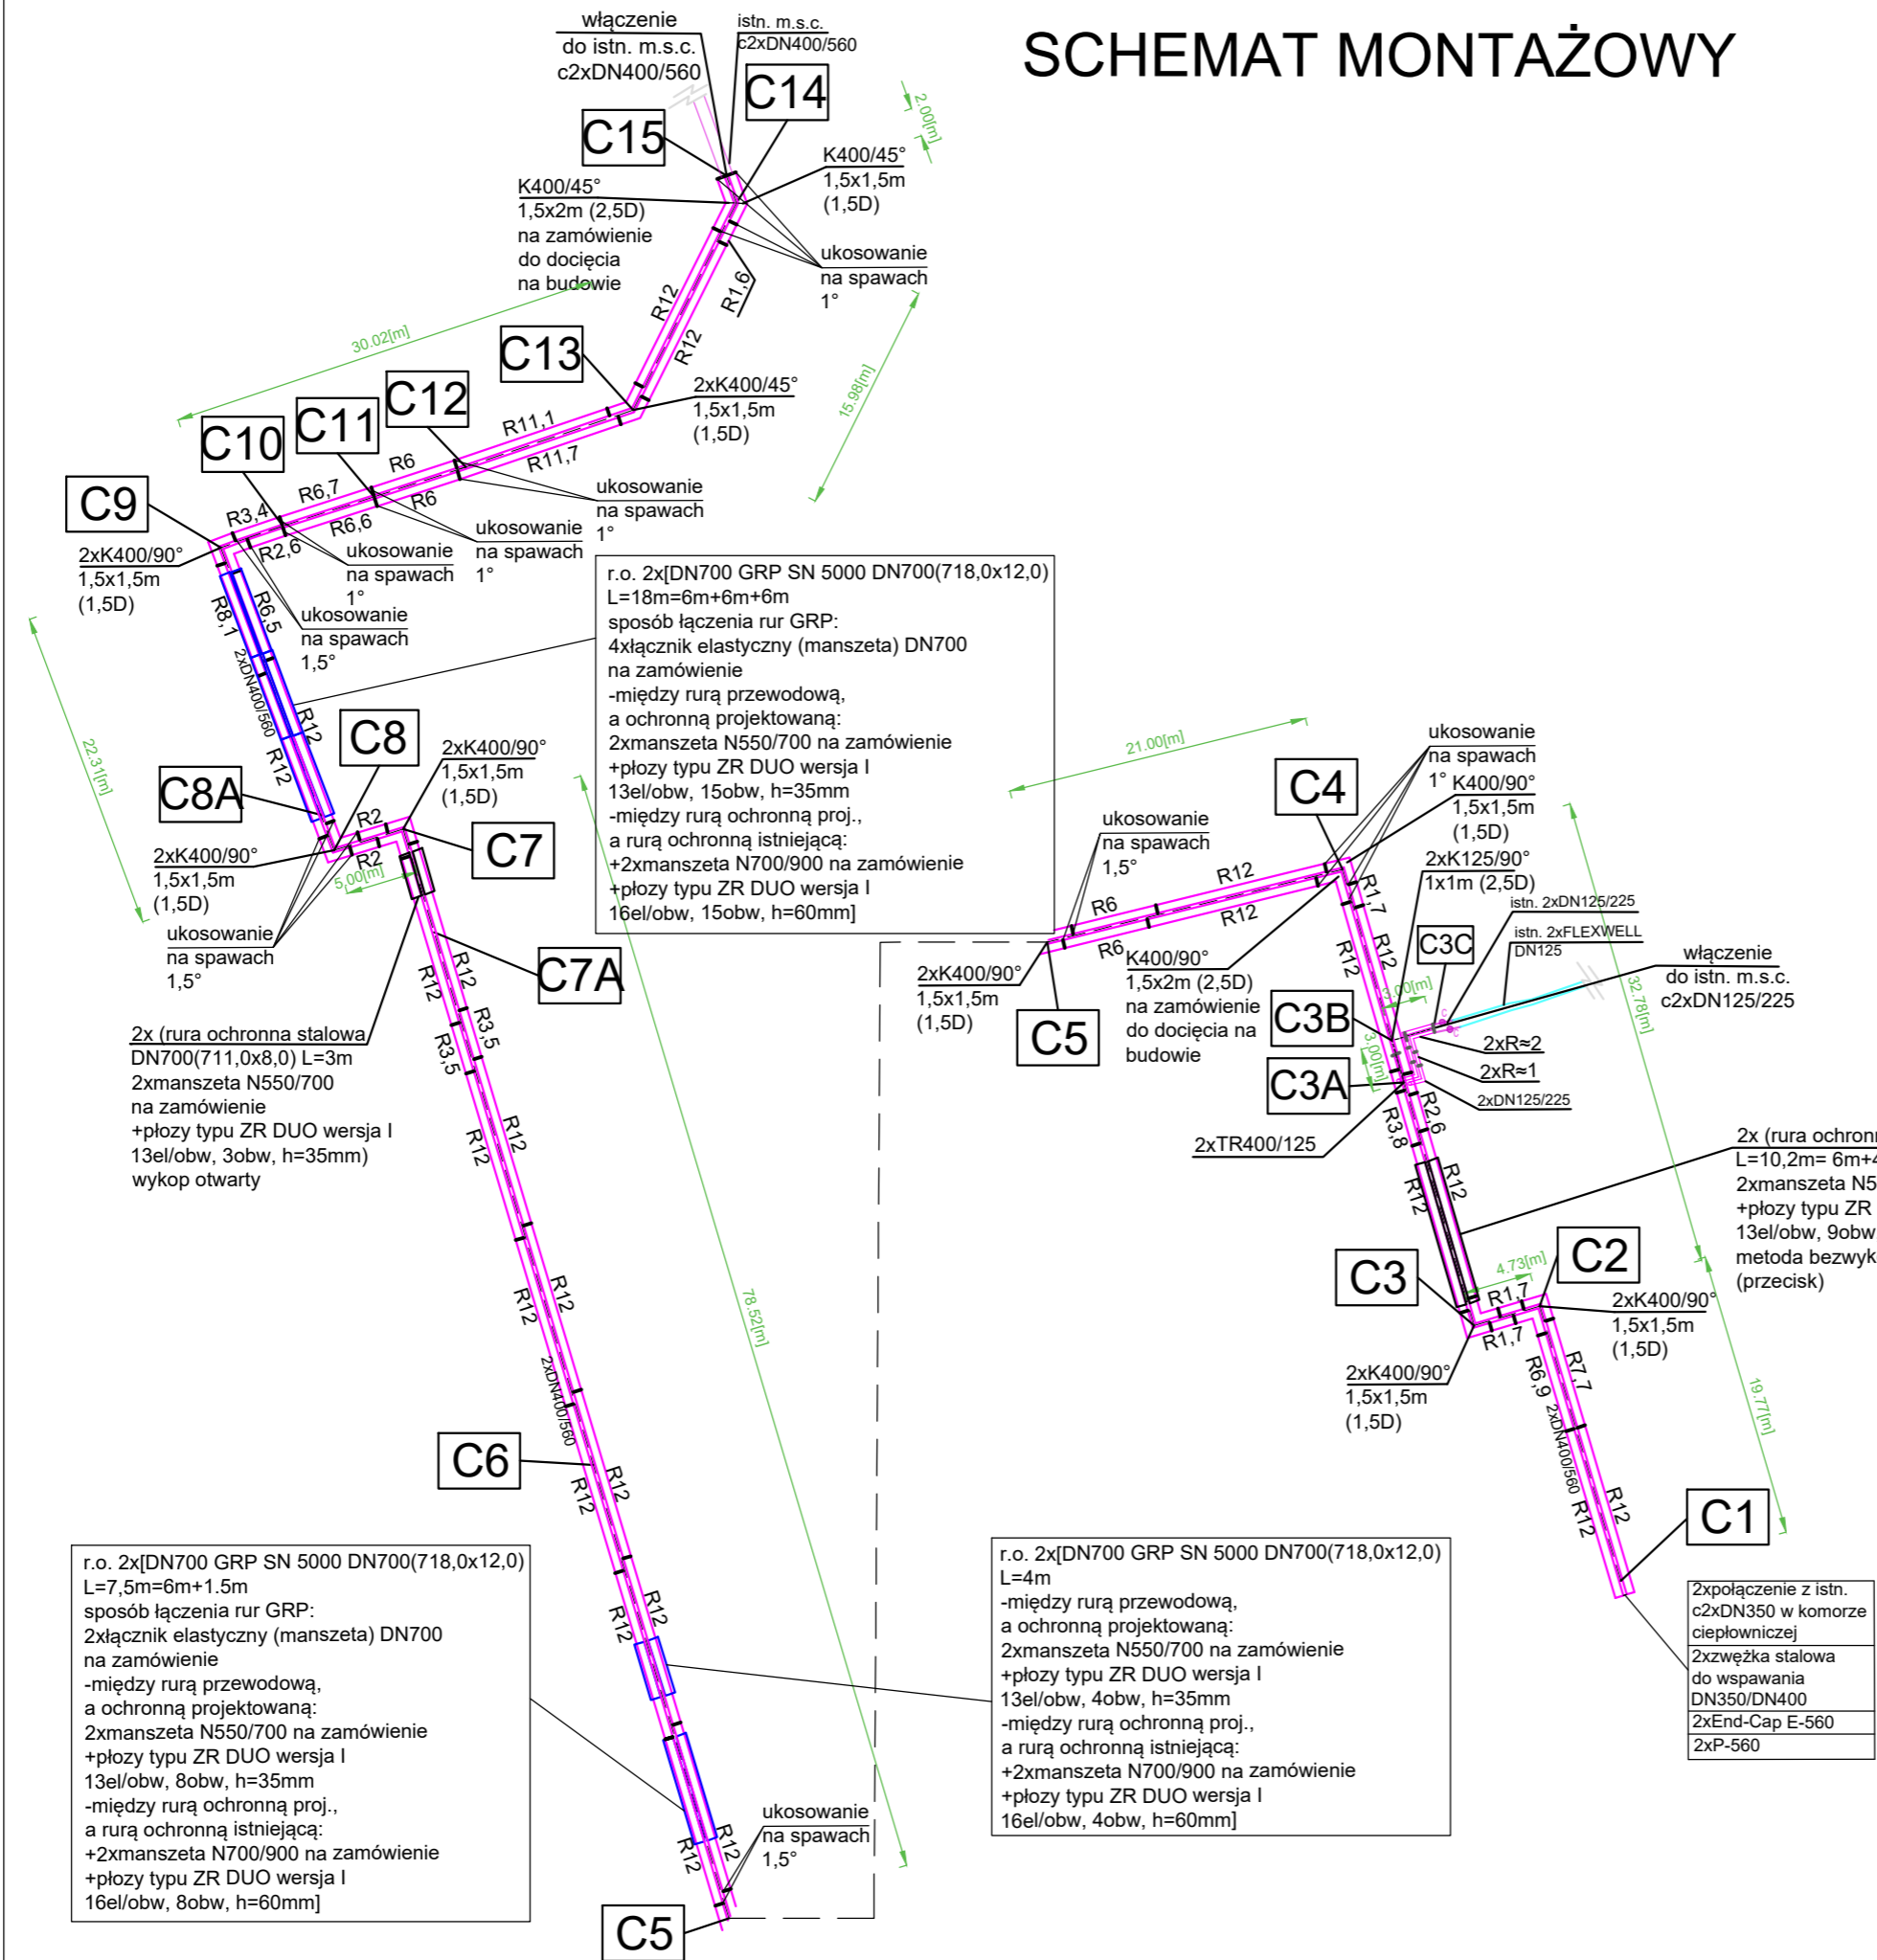 SCHEMAT MONTAŻOWY
włączenie
do istn. m.s.c.
c2xDN400/560
istn. m.s.c.
c2xDN400/560
C14
C15
2.00[m]
K400/45°
1,5x1,5m
(1,5D)
K400/45°
1,5x2m (2,5D)
na zamówienie
do docięcia
na budowie
ukosowanie
na spawach
1°
R1,6
R12
R12
30.02[m]
15.98[m]
C13
2xK400/45°
1,5x1,5m
(1,5D)
C12
C11
C10
C9
R11,1
R11,7
R6
R6
R6,7
R6,6
R3,4
R2,6
ukosowanie
na spawach
1°
ukosowanie
na spawach
1°
ukosowanie
na spawach
1°
ukosowanie
na spawach
1,5°
2xK400/90°
1,5x1,5m
(1,5D)
R8,1
R6,5
2xDN400/560
R12
R12
22.31[m]
r.o. 2x[DN700 GRP SN 5000 DN700(718,0x12,0)
L=18m=6m+6m+6m
sposób łączenia rur GRP:
4xłącznik elastyczny (manszeta) DN700
na zamówienie
-między rurą przewodową,
a ochronną projektowaną:
2xmanszeta N550/700 na zamówienie
+płozy typu ZR DUO wersja I
13el/obw, 15obw, h=35mm
-między rurą ochronną proj.,
a rurą ochronną istniejącą:
+2xmanszeta N700/900 na zamówienie
+płozy typu ZR DUO wersja I
16el/obw, 15obw, h=60mm]
C8
C8A
2xK400/90°
1,5x1,5m
(1,5D)
C7
R2
R2
5.00[m]
2xK400/90°
1,5x1,5m
(1,5D)
ukosowanie
na spawach
1,5°
C7A
2x (rura ochronna stalowa
DN700(711,0x8,0) L=3m
2xmanszeta N550/700
na zamówienie
+płozy typu ZR DUO wersja I
13el/obw, 3obw, h=35mm)
wykop otwarty
R12
R12
R3,5
R3,5
R12
R12
R12
R12
2xDN400/560
78.52[m]
C6
R12
R12
R12
R12
R12
R12
r.o. 2x[DN700 GRP SN 5000 DN700(718,0x12,0)
L=7,5m=6m+1.5m
sposób łączenia rur GRP:
2xłącznik elastyczny (manszeta) DN700
na zamówienie
-między rurą przewodową,
a ochronną projektowaną:
2xmanszeta N550/700 na zamówienie
+płozy typu ZR DUO wersja I
13el/obw, 8obw, h=35mm
-między rurą ochronną proj.,
a rurą ochronną istniejącą:
+2xmanszeta N700/900 na zamówienie
+płozy typu ZR DUO wersja I
16el/obw, 8obw, h=60mm]
ukosowanie
na spawach
1,5°
C5
r.o. 2x[DN700 GRP SN 5000 DN700(718,0x12,0)
L=4m
-między rurą przewodową,
a ochronną projektowaną:
2xmanszeta N550/700 na zamówienie
+płozy typu ZR DUO wersja I
13el/obw, 4obw, h=35mm
-między rurą ochronną proj.,
a rurą ochronną istniejącą:
+2xmanszeta N700/900 na zamówienie
+płozy typu ZR DUO wersja I
16el/obw, 4obw, h=60mm]
21.00[m]
ukosowanie
na spawach
1°
C4
K400/90°
1,5x1,5m
(1,5D)
ukosowanie
na spawach
1,5°
R12
R12
R6
R6
2xK400/90°
1,5x1,5m
(1,5D)
C5
K400/90°
1,5x2m (2,5D)
na zamówienie
do docięcia na
budowie
2xK125/90°
1x1m (2,5D)
R1,7
R12
R12
istn. 2xDN125/225
C3C
istn. 2xFLEXWELL
DN125
włączenie
do istn. m.s.c.
c2xDN125/225
3.00[m]
3.00[m]
32.78[m]
C3B
C3A
2xR≈2
2xR≈1
2xDN125/225
2xTR400/125
R2,6
R3,8
R12
R12
2x (rura ochronn
L=10,2m= 6m+4
2xmanszeta N5
+płozy typu ZR
13el/obw, 9obw
metoda bezwyk
(przecisk)
C3
C2
4.73[m]
R1,7
R1,7
2xK400/90°
1,5x1,5m
(1,5D)
2xK400/90°
1,5x1,5m
(1,5D)
R7,7
R6,9
2xDN400/560
R12
R12
19.77[m]
C1
2xpołączenie z istn.
c2xDN350 w komorze
ciepłowniczej
2xzwężka stalowa
do wspawania
DN350/DN400
2xEnd-Cap E-560
2xP-560